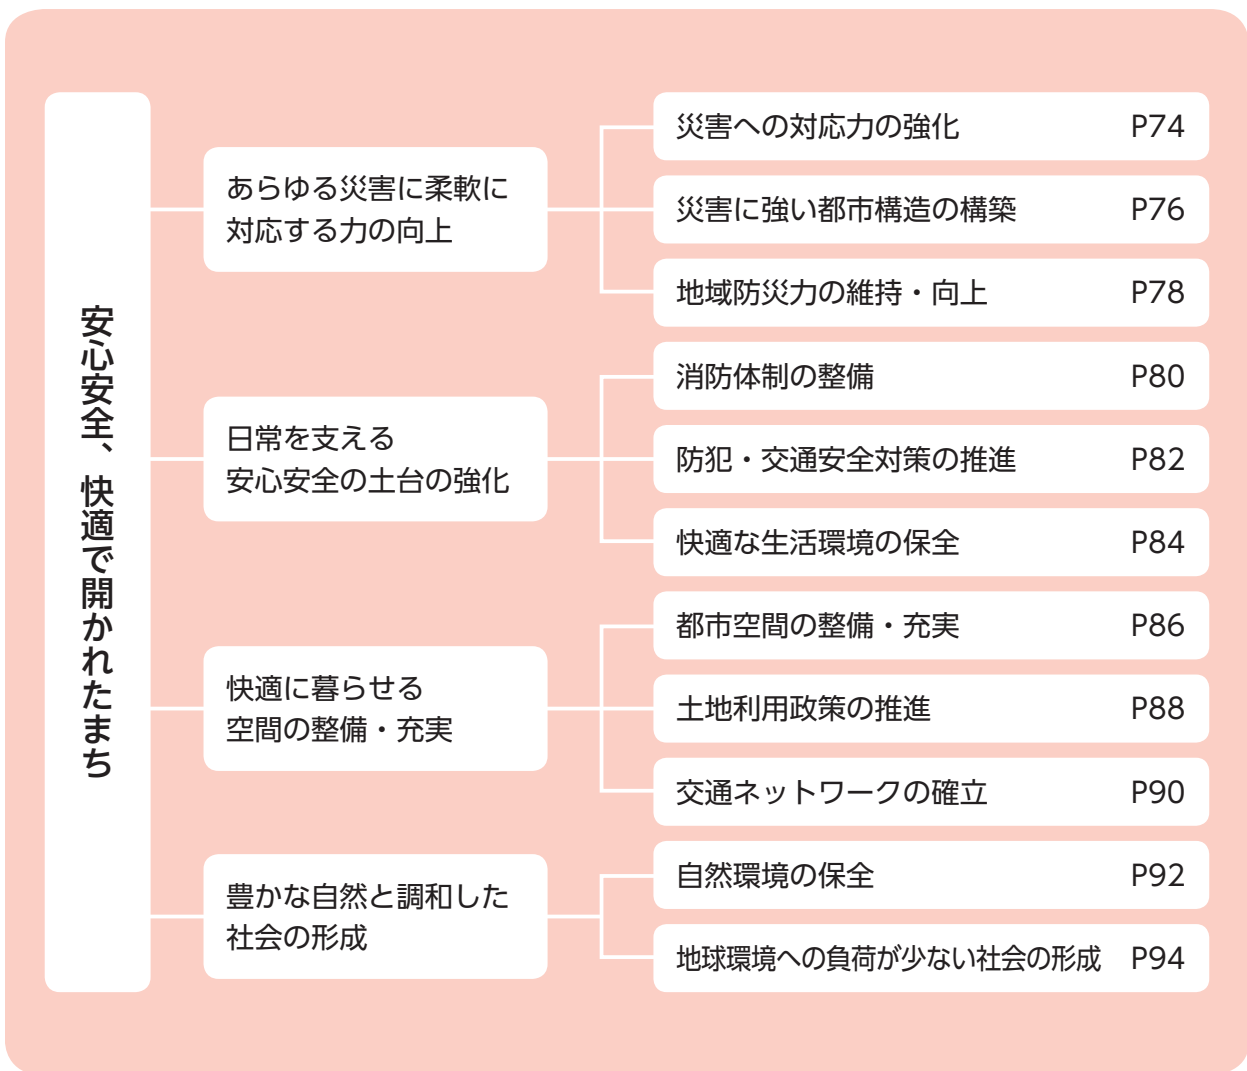 安心安全、快適で開かれたまち
あらゆる災害に柔軟に
対応する力の向上
災害への対応力の強化 P74
災害に強い都市構造の構築 P76
地域防災力の維持・向上 P78
日常を支える
安心安全の土台の強化
消防体制の整備 P80
防犯・交通安全対策の推進 P82
快適な生活環境の保全 P84
快適に暮らせる
空間の整備・充実
都市空間の整備・充実 P86
土地利用政策の推進 P88
交通ネットワークの確立 P90
豊かな自然と調和した
社会の形成
自然環境の保全 P92
地球環境への負荷が少ない社会の形成 P94